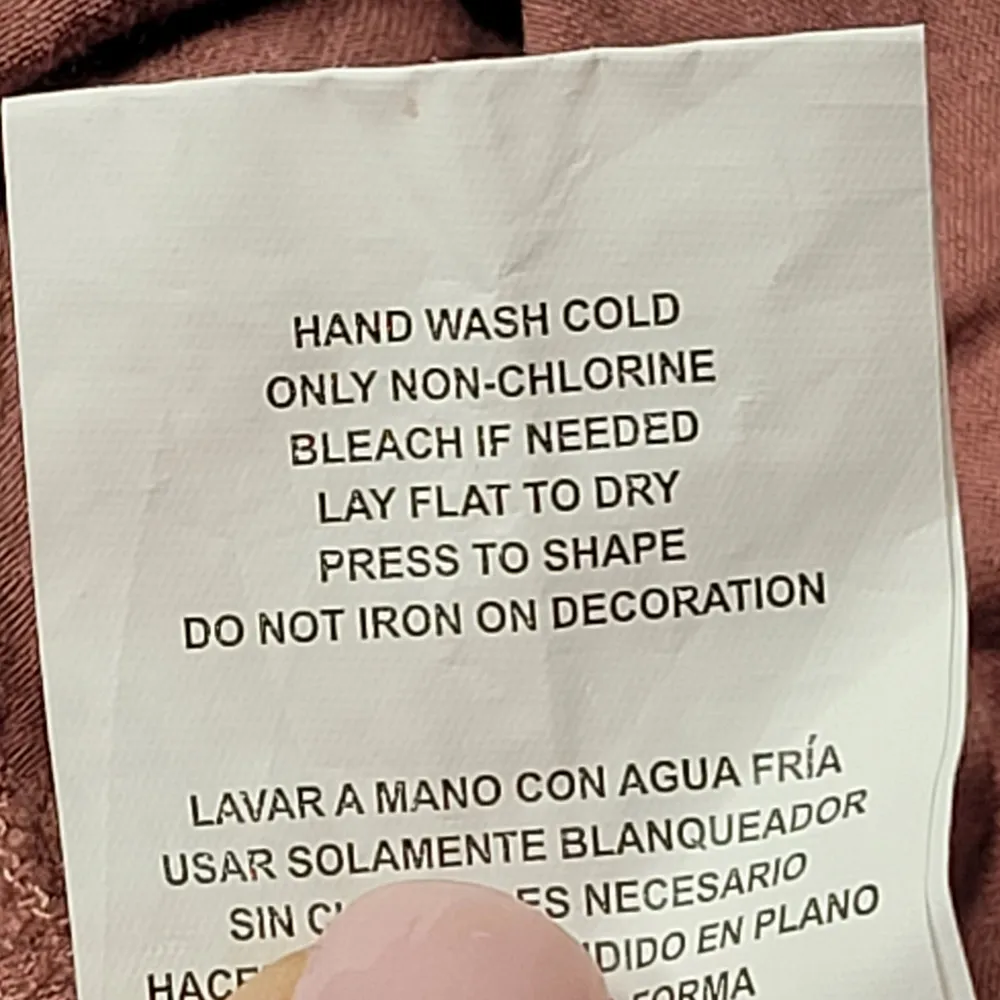 HAND WASH COLD
ONLY NON-CHLORINE
BLEACH IF NEEDED
LAY FLAT TO DRY
PRESS TO SHAPE
DO NOT IRON ON DECORATION
LAVAR A MANO CON AGUA FRÍA
USAR SOLAMENTE BLANQUEADOR
SIN ES NECESARIO
EN PLANO
FORMA